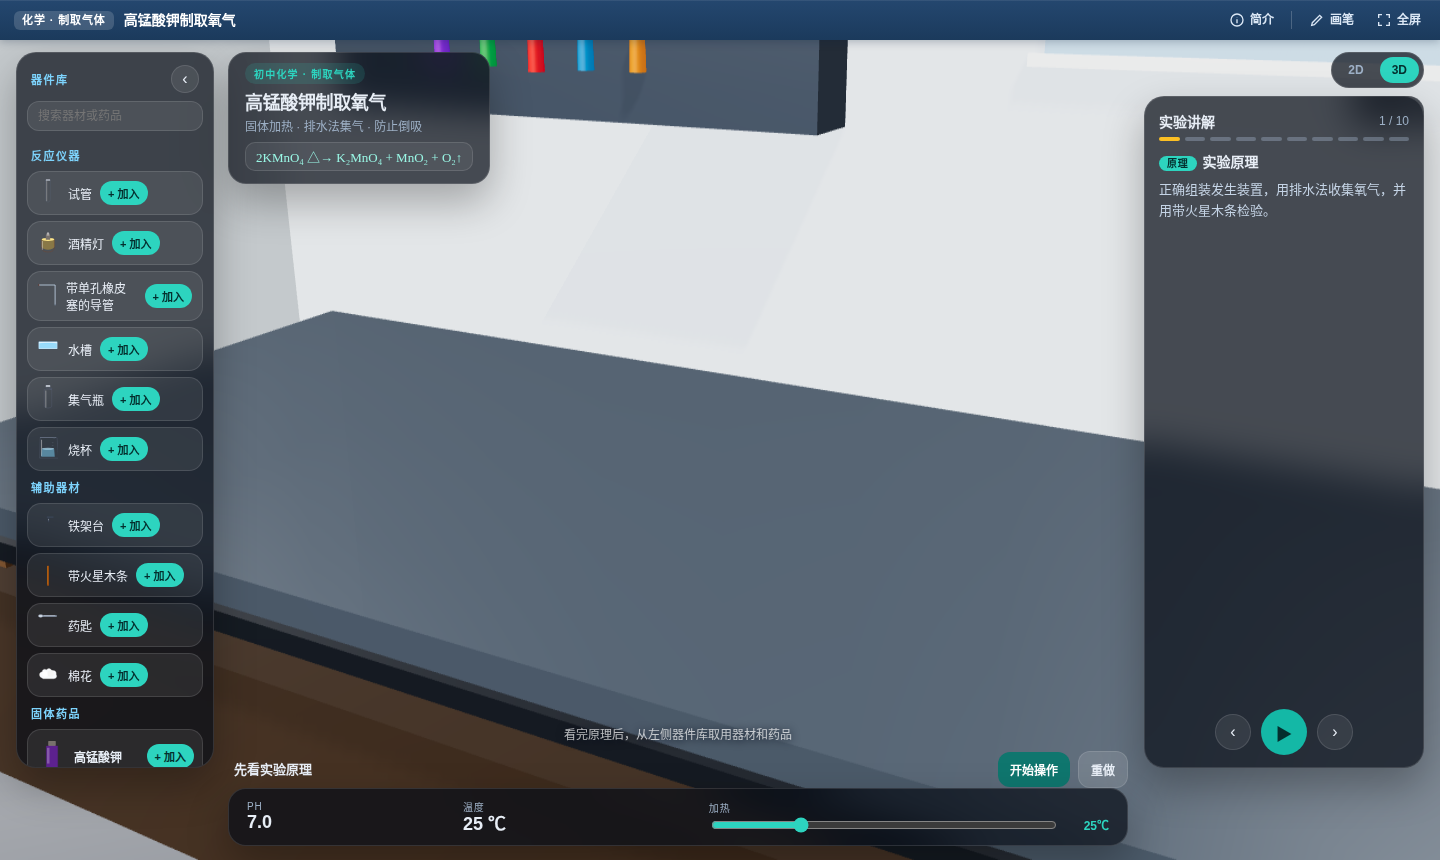 化学 · 制取气体 高锰酸钾制取氧气
简介 画笔 全屏
器件库
搜索器材或药品
反应仪器
试管 + 加入
酒精灯 + 加入
带单孔橡皮
塞的导管 + 加入
水槽 + 加入
集气瓶 + 加入
烧杯 + 加入
辅助器材
铁架台 + 加入
带火星木条 + 加入
药匙 + 加入
棉花 + 加入
固体药品
高锰酸钾 + 加入
初中化学 · 制取气体
高锰酸钾制取氧气
固体加热 · 排水法集气 · 防止倒吸
2KMnO₄ △→ K₂MnO₄ + MnO₂ + O₂↑
2D 3D
实验讲解 1 / 10
原理 实验原理
正确组装发生装置，用排水法收集氧气，并
用带火星木条检验。
看完原理后，从左侧器件库取用器材和药品
先看实验原理 开始操作 重做
PH 温度 加热
7.0 25 ℃ 25℃